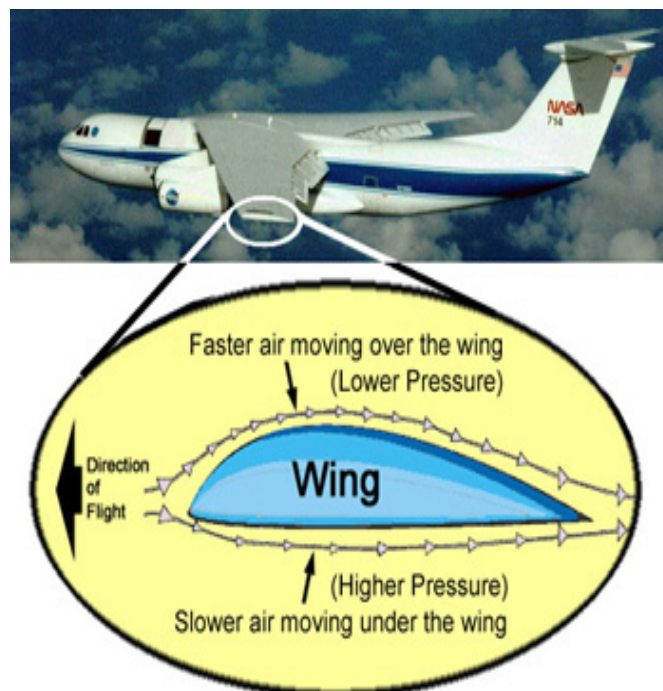 NASA
714
Faster air moving over the wing
(Lower Pressure)
Direction
of
Flight
Wing
(Higher Pressure)
Slower air moving under the wing